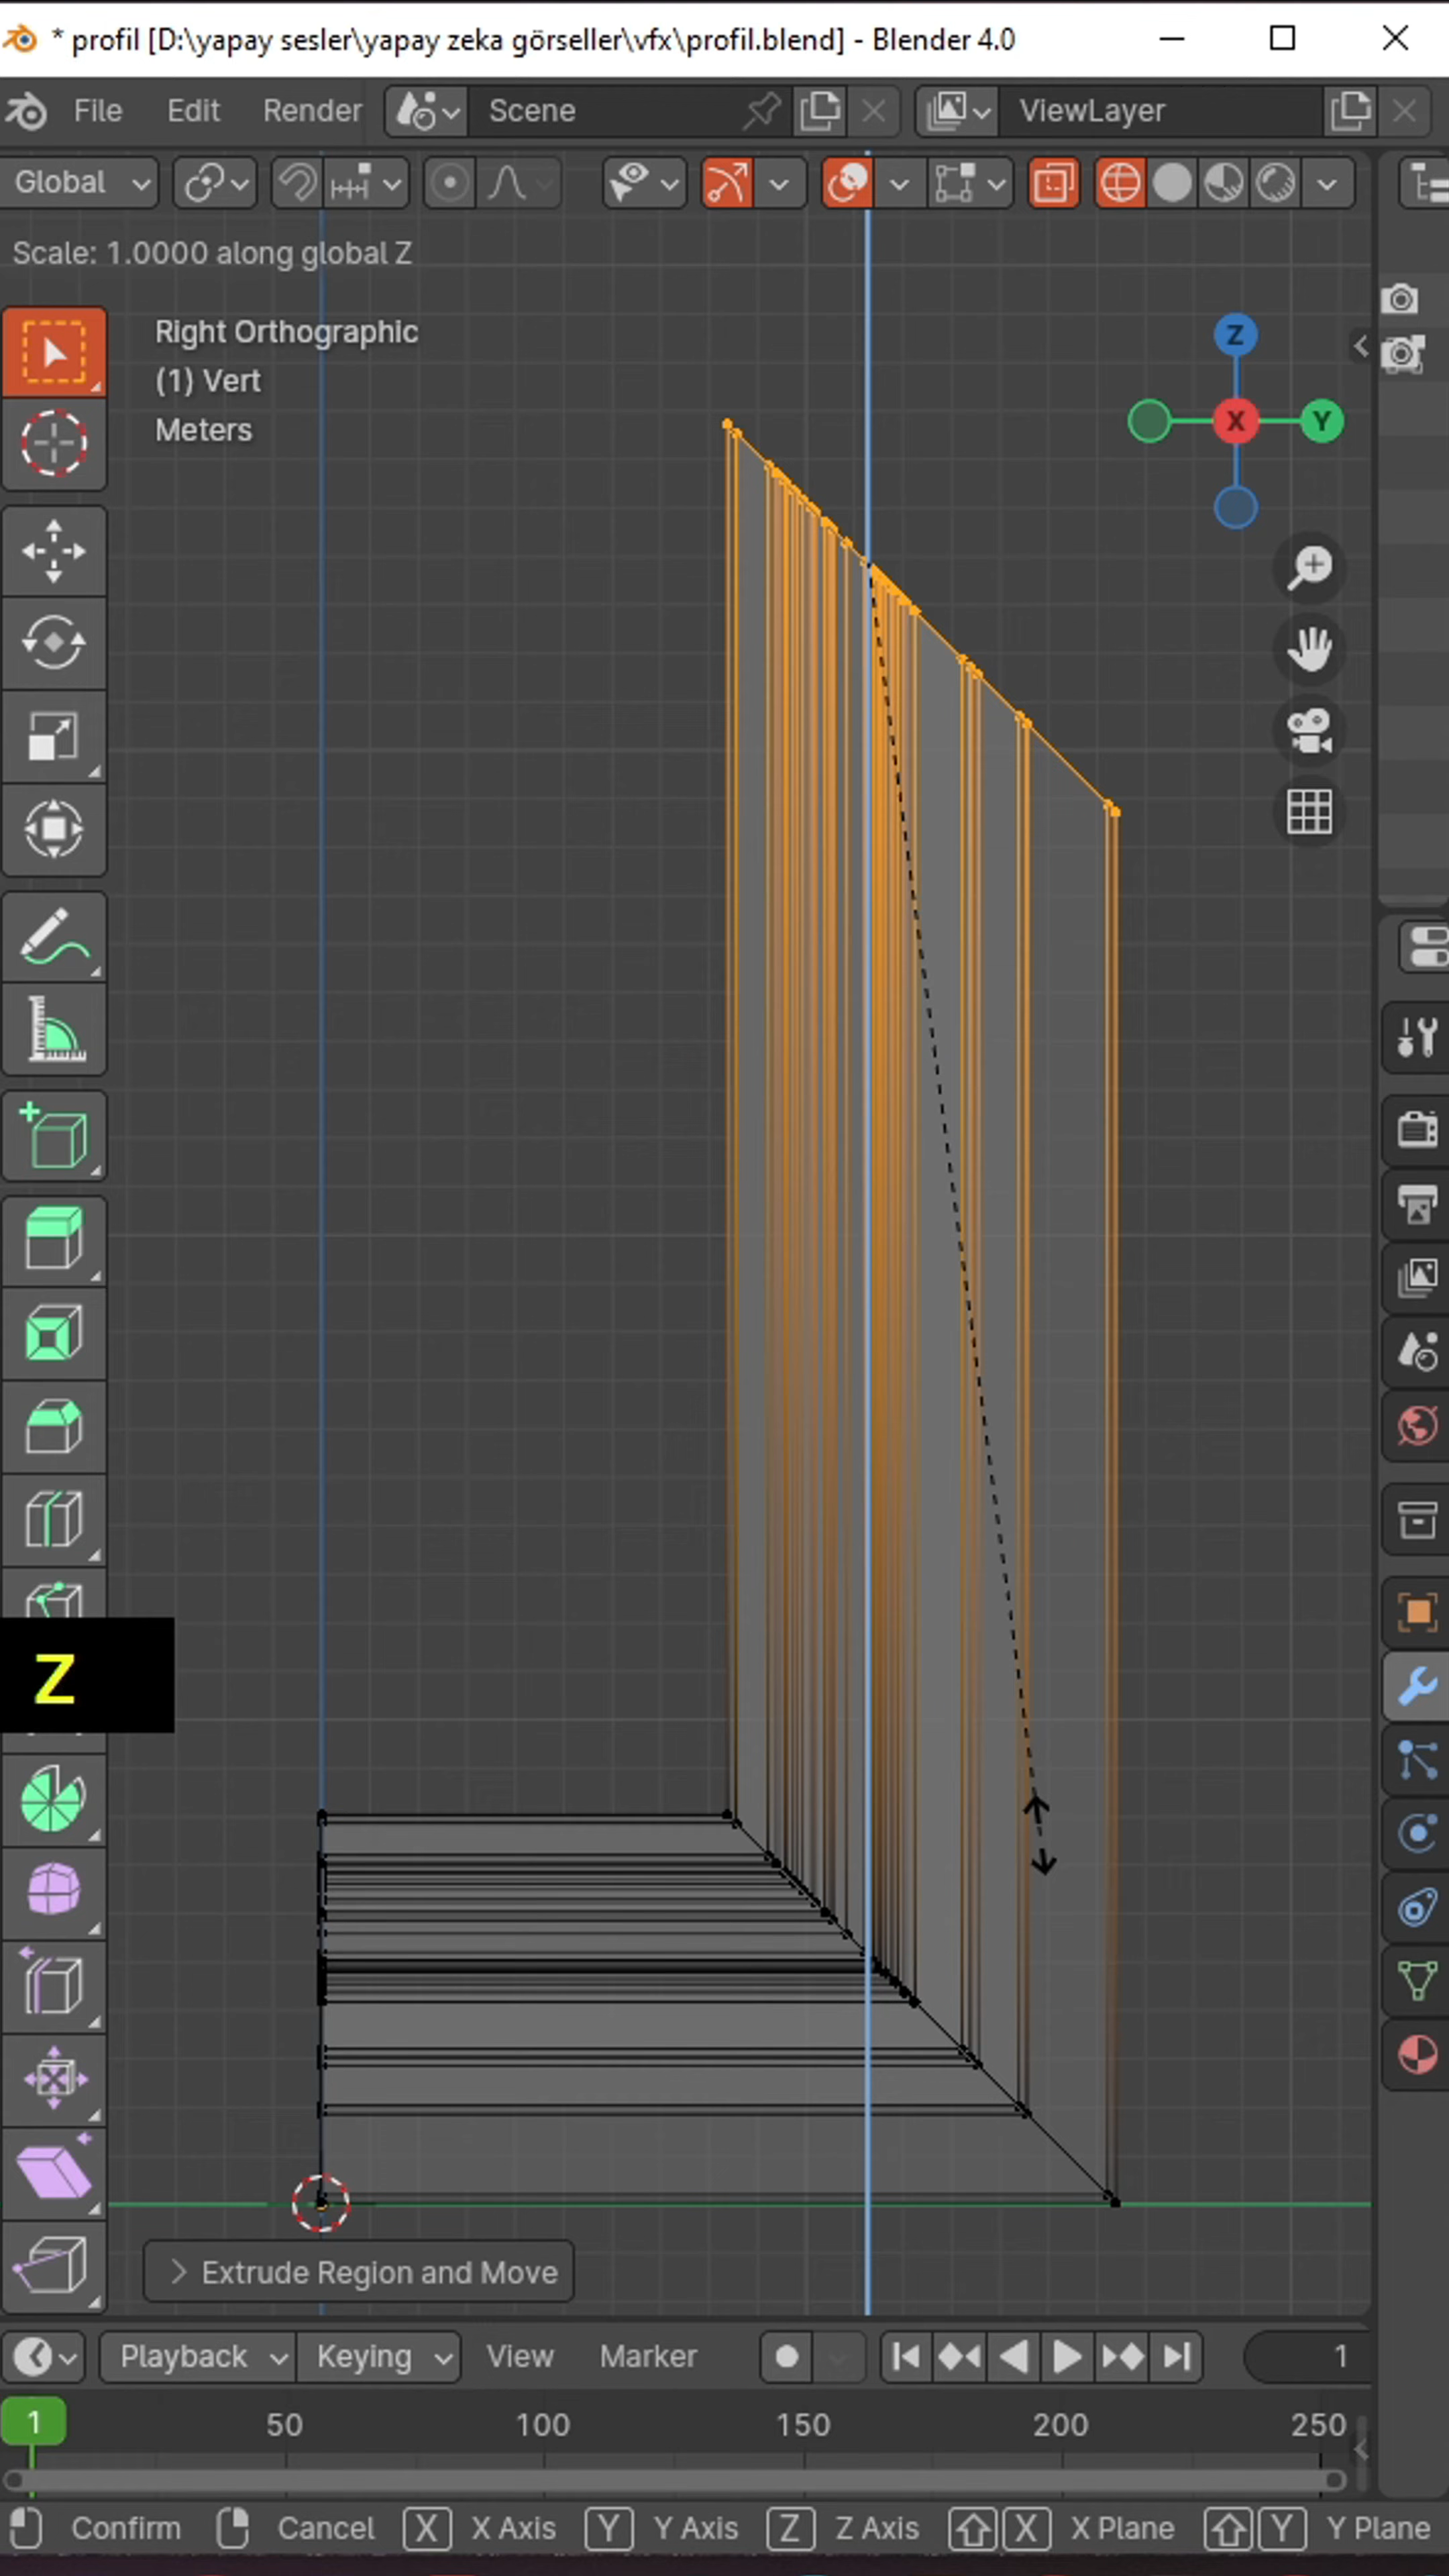 * profil [D:\yapay sesler\yapay zeka görseller\vfx\profil.blend] - Blender 4.0
File Edit Render Scene ViewLayer
Global
Scale: 1.0000 along global Z
Right Orthographic
(1) Vert
Meters
Z
X
Y
Z
Extrude Region and Move
Playback Keying View Marker 1
1 50 100 150 200 250
Confirm Cancel X X Axis Y Y Axis Z Z Axis X X Plane Y Y Plane